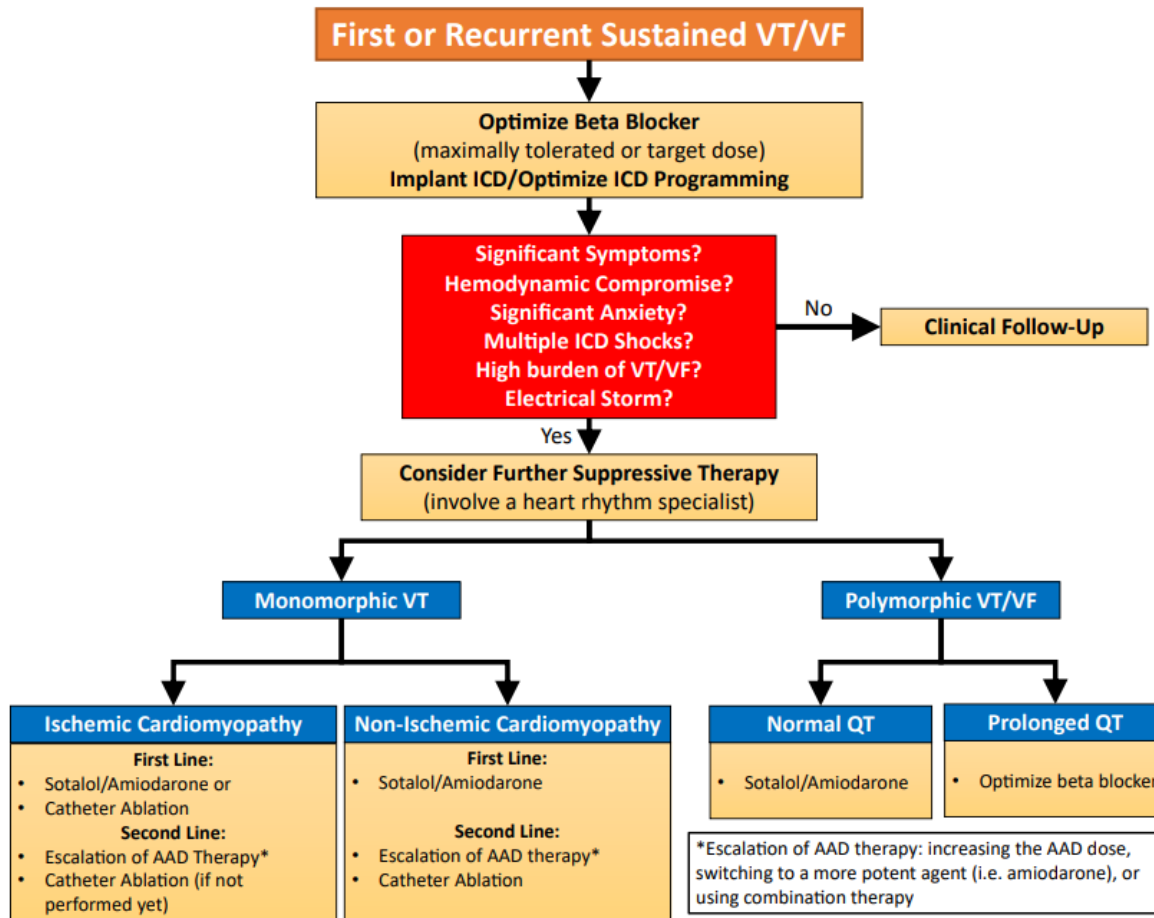 First or Recurrent Sustained VT/VF
Optimize Beta Blocker
(maximally tolerated or target dose)
Implant ICD/Optimize ICD Programming
Significant Symptoms?
Hemodynamic Compromise?
Significant Anxiety?
Multiple ICD Shocks?
High burden of VT/VF?
Electrical Storm?
No
Clinical Follow-Up
Yes
Consider Further Suppressive Therapy
(involve a heart rhythm specialist)
Monomorphic VT
Polymorphic VT/VF
Ischemic Cardiomyopathy
First Line:
• Sotalol/Amiodarone or
• Catheter Ablation
Second Line:
• Escalation of AAD Therapy*
• Catheter Ablation (if not
performed yet)
Non-Ischemic Cardiomyopathy
First Line:
• Sotalol/Amiodarone
Second Line:
• Escalation of AAD therapy*
• Catheter Ablation
Normal QT
• Sotalol/Amiodarone
Prolonged QT
• Optimize beta blocker
*Escalation of AAD therapy: increasing the AAD dose,
switching to a more potent agent (i.e. amiodarone), or
using combination therapy